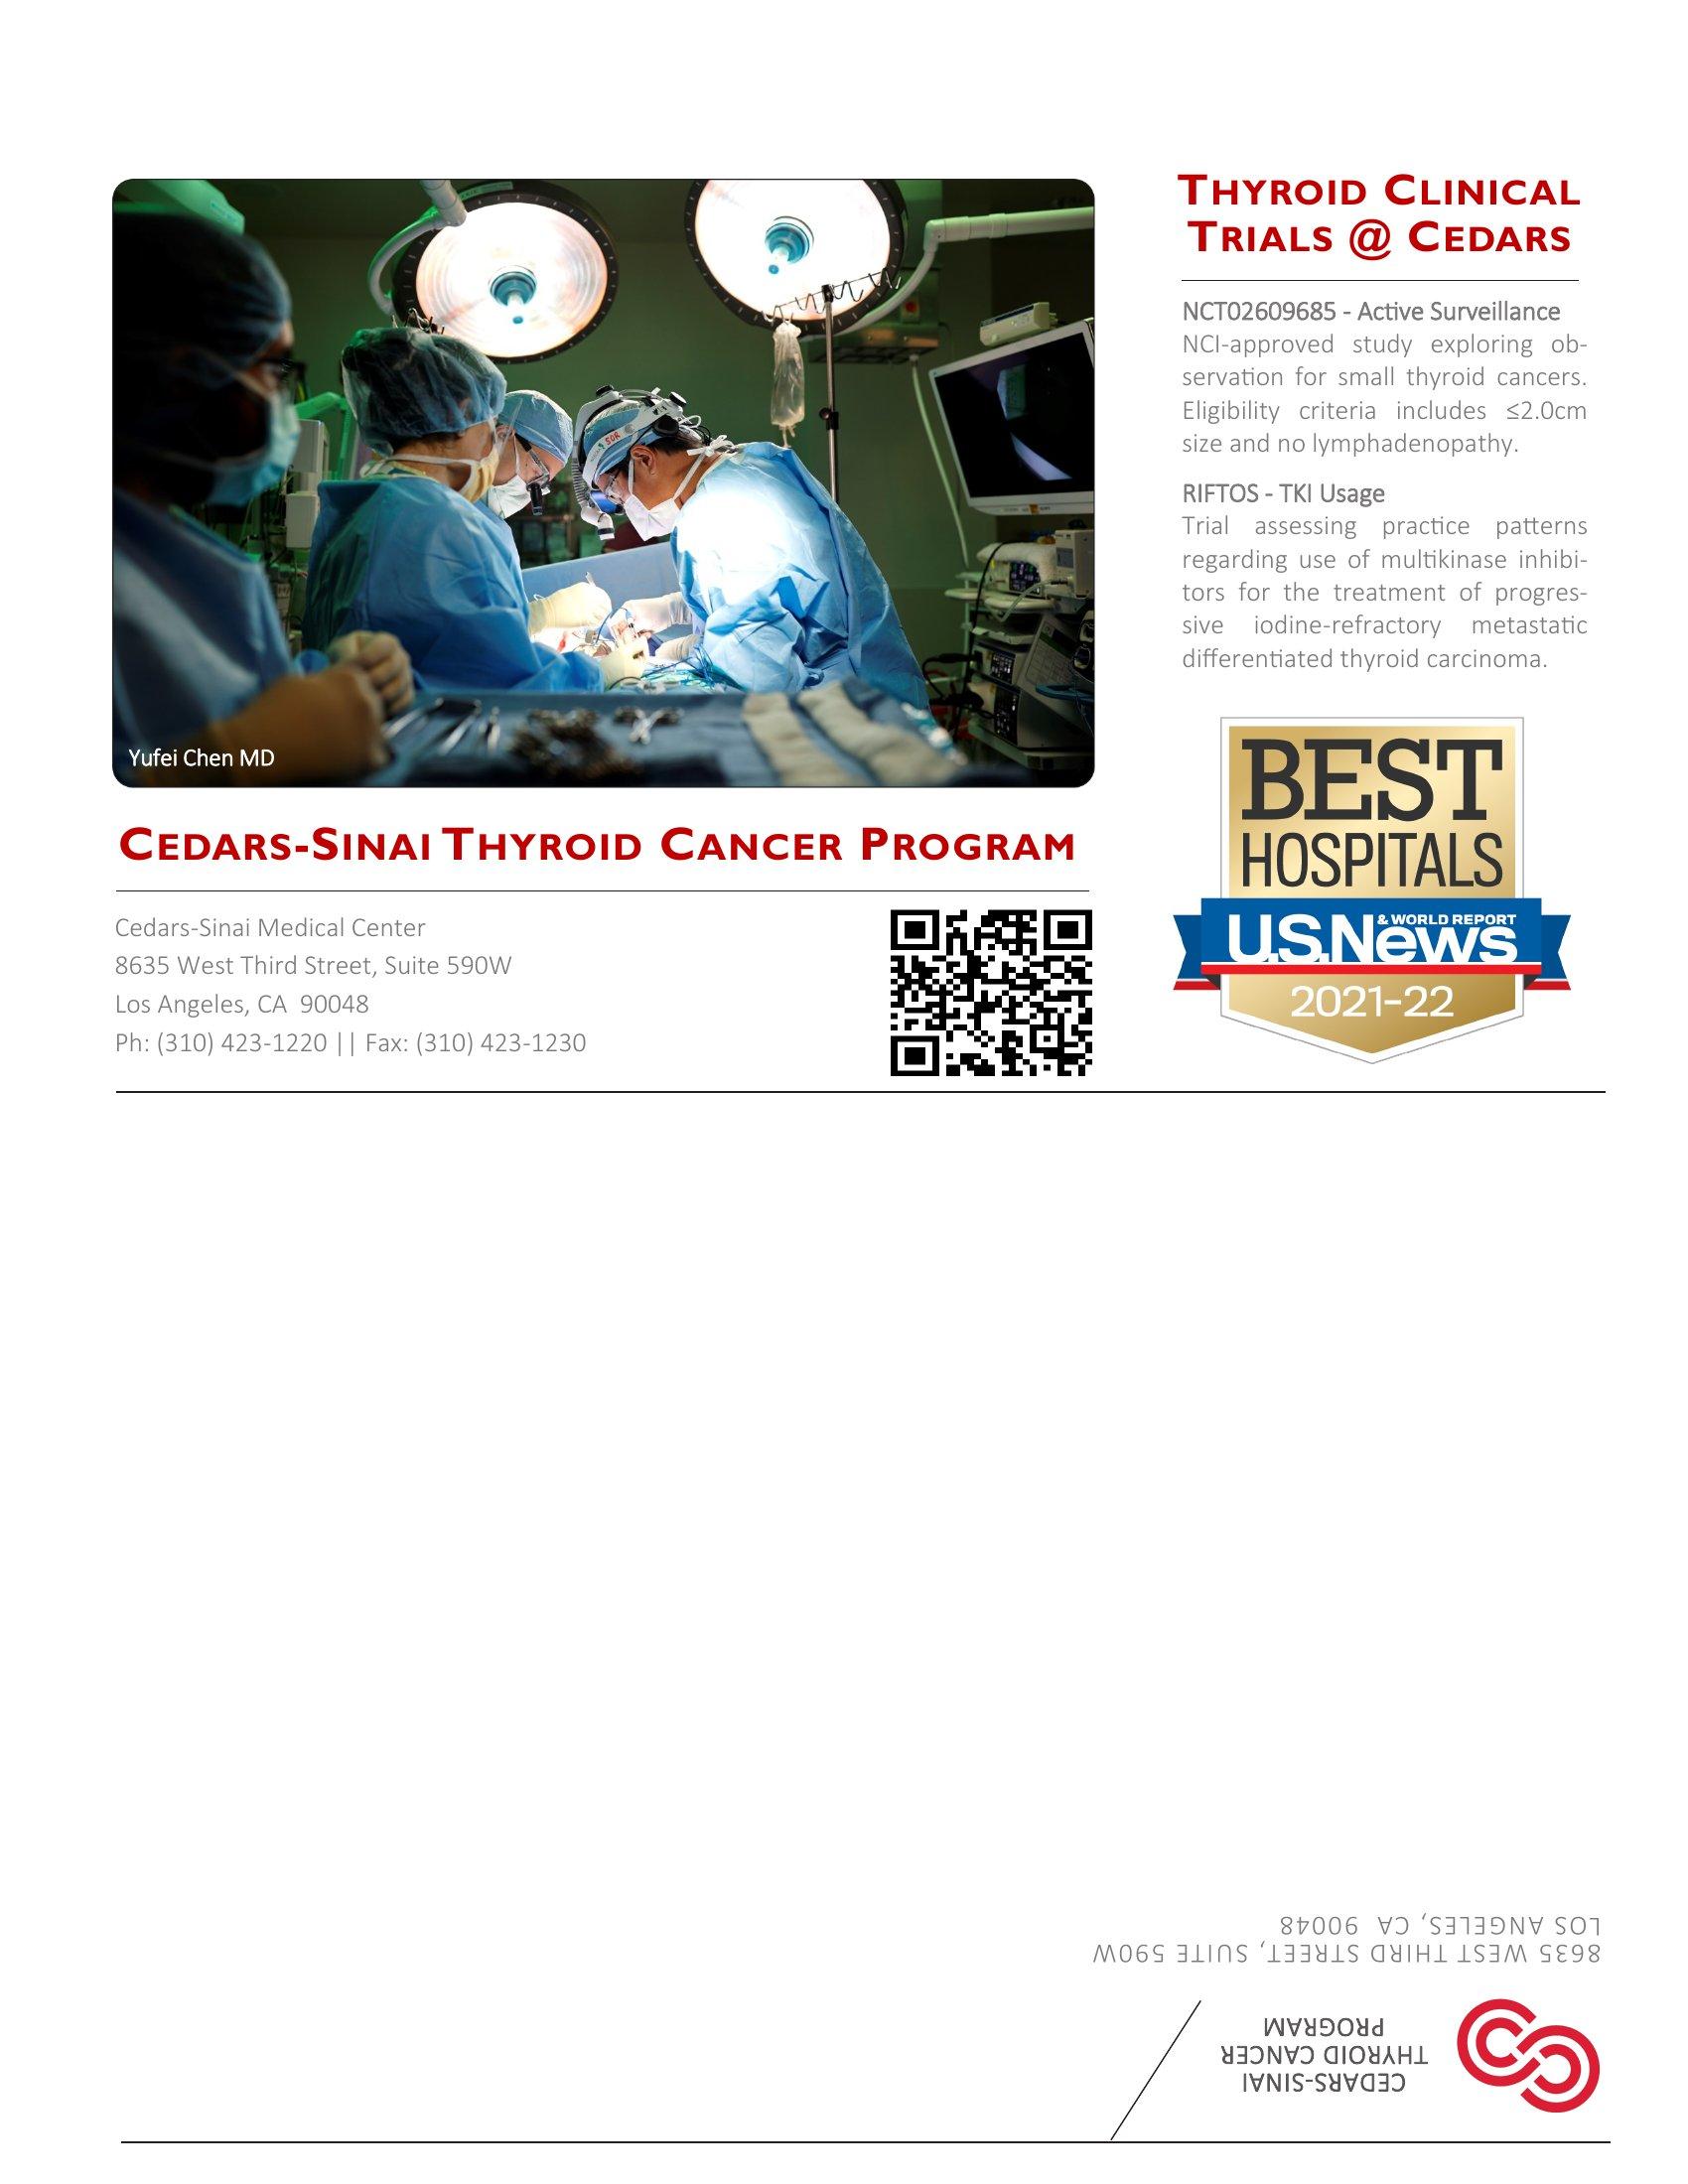 Yufei Chen MD
CEDARS-SINAI THYROID CANCER PROGRAM
Cedars-Sinai Medical Center
8635 West Third Street, Suite 590W
Los Angeles, CA  90048
Ph: (310) 423-1220 || Fax: (310) 423-1230
THYROID CLINICAL
TRIALS @ CEDARS
NCT02609685 - Active Surveillance
NCI-approved study exploring ob-
servation for small thyroid cancers.
Eligibility criteria includes ≤2.0cm
size and no lymphadenopathy.
RIFTOS - TKI Usage
Trial assessing practice patterns
regarding use of multikinase inhibi-
tors for the treatment of progres-
sive iodine-refractory metastatic
differentiated thyroid carcinoma.
BEST
HOSPITALS
U.S.News & WORLD REPORT
2021-22
CEDARS-SINAI
THYROID CANCER
PROGRAM
8635 WEST THIRD STREET, SUITE 590W
LOS ANGELES, CA  90048